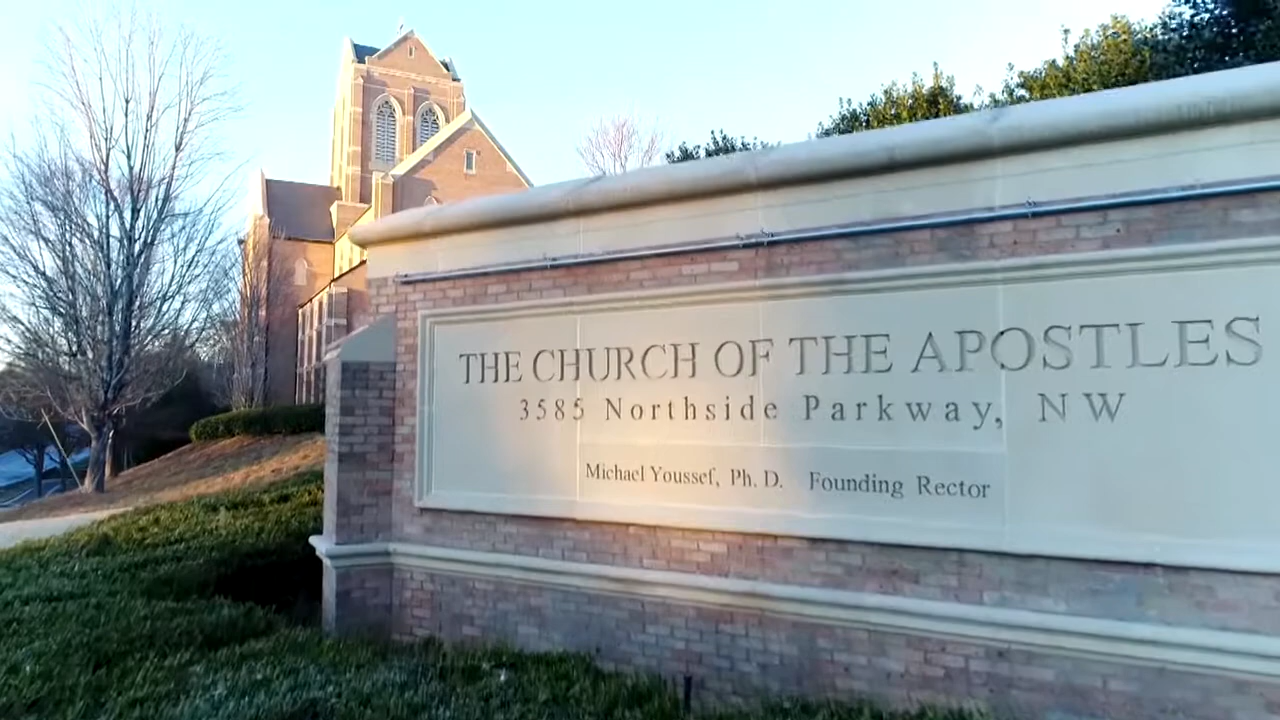 THE CHURCH OF THE APOSTLES
3585 Northside Parkway, NW
Michael Youssef, Ph. D. Founding Rector